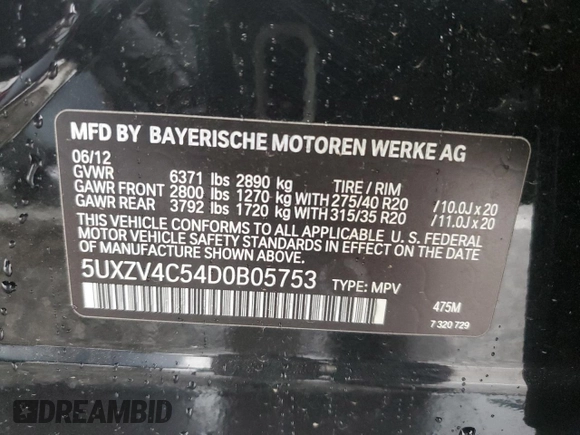 MFD BY BAYERISCHE MOTOREN WERKE AG
06/12
GVWR 6371 lbs 2890 kg TIRE / RIM
GAWR FRONT 2800 lbs 1270 kg WITH 275/40 R20 / 10.0J x 20
GAWR REAR 3792 lbs 1720 kg WITH 315/35 R20 / 11.0J x 20
THIS VEHICLE CONFORMS TO ALL APPLICABLE U. S. FEDERAL
MOTOR VEHICLE SAFETY STANDARDS IN EFFECT ON THE DATE
OF MANUFACTURE SHOWN ABOVE.
5UXZV4C54D0B05753 TYPE: MPV
475M
7 320 729
DREAMBID